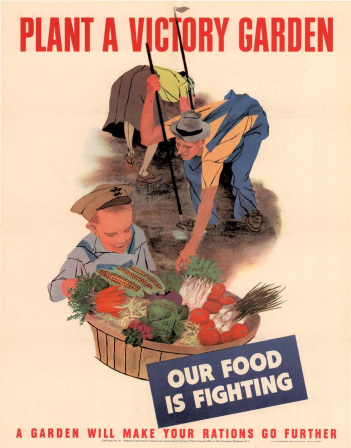 PLANT A VICTORY GARDEN
OUR FOOD
IS FIGHTING
A GARDEN WILL MAKE YOUR RATIONS GO FURTHER